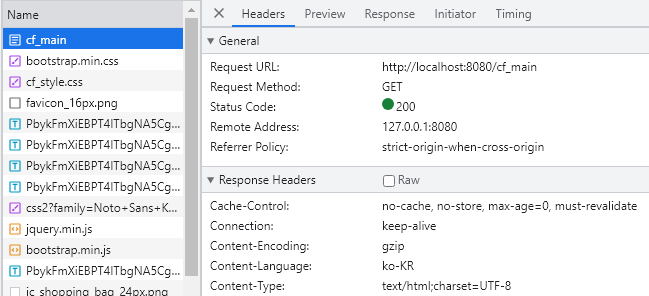 Name
cf_main
bootstrap.min.css
cf_style.css
favicon_16px.png
PbykFmXiEBPT4ITbgNA5Cg...
PbykFmXiEBPT4ITbgNA5Cg...
PbykFmXiEBPT4ITbgNA5Cg...
PbykFmXiEBPT4ITbgNA5Cg...
css2?family=Noto+Sans+K...
jquery.min.js
bootstrap.min.js
PbykFmXiEBPT4ITbgNA5Cg...
ic_shopping_bag_24px.png
Headers Preview Response Initiator Timing
General
Request URL: http://localhost:8080/cf_main
Request Method: GET
Status Code: 200
Remote Address: 127.0.0.1:8080
Referrer Policy: strict-origin-when-cross-origin
Response Headers Raw
Cache-Control: no-cache, no-store, max-age=0, must-revalidate
Connection: keep-alive
Content-Encoding: gzip
Content-Language: ko-KR
Content-Type: text/html;charset=UTF-8